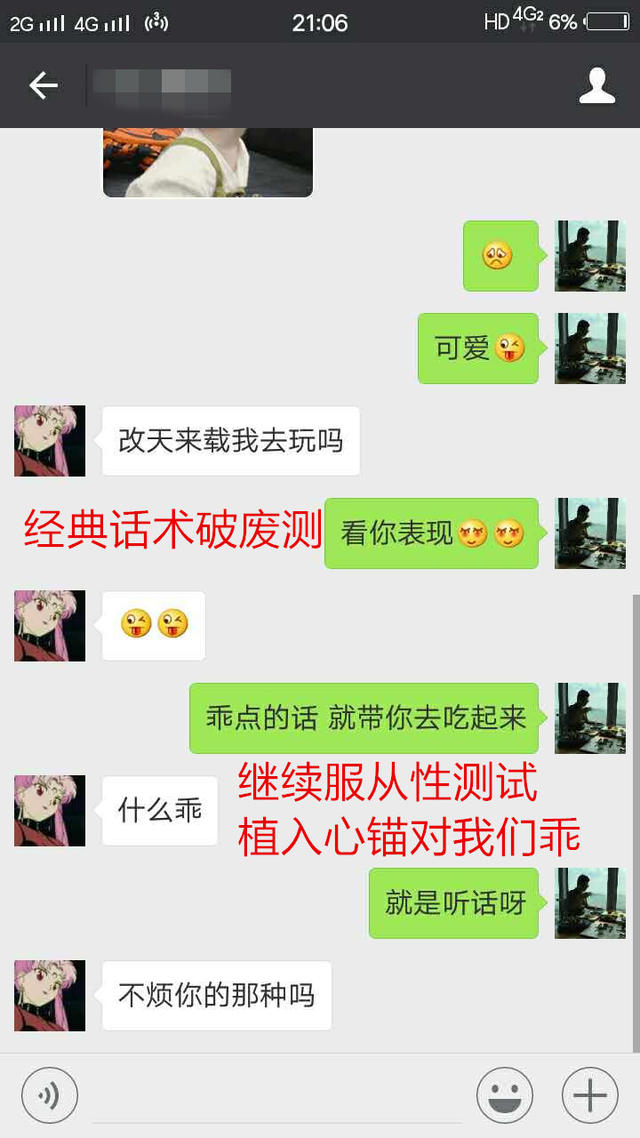 2G 4G 21:06 HD 4G2 6%
可爱
改天来载我去玩吗
经典话术破废测 看你表现
乖点的话 就带你去吃起来
什么乖
继续服从性测试
植入心锚对我们乖
就是听话呀
不烦你的那种吗